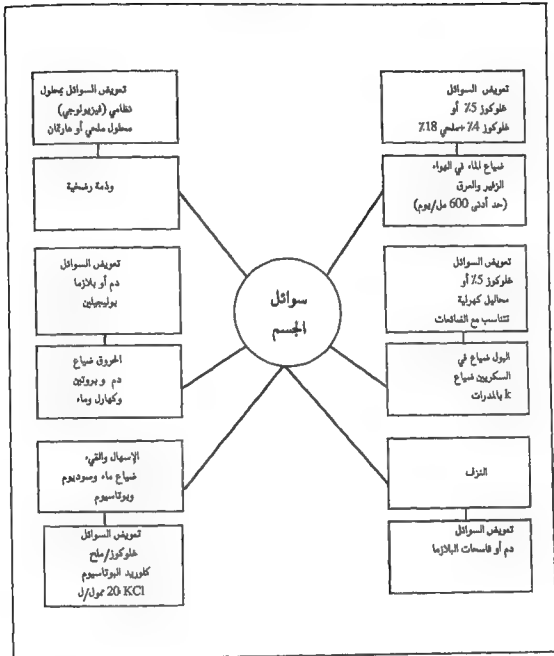 تعويض السوائل
غلوكوز 5٪ أو
غلوكوز 4٪ +ملحي 18٪
ضياع الماء في الهواء
الزفير والعرق
(حد أدنى 600 مل/يوم)
تعويض السوائل
غلوكوز 5٪ أو
محاليل كهرلية
تتناسب مع الضائعات
البول ضياع في
السكريين ضياع
k بالمدرات
النزف
تعويض السوائل
دم أو فاسحات البلازما
سوائل
الجسم
تعويض السوائل بمحلول
نظامي (فيزيولوجي)
محلول ملحي أو هارتمان
وذمة رضخية
تعويض السوائل
دم أو بلازما
بوليجيلين
الحروق ضياع
دم و بروتين
وكهارل وماء
الإسهال والقيء
ضياع ماء وسوديوم
وبوتاسيوم
تعويض السوائل
غلوكوز/ملح
كلوريد البوتاسيوم
20 KCl ممول/ل